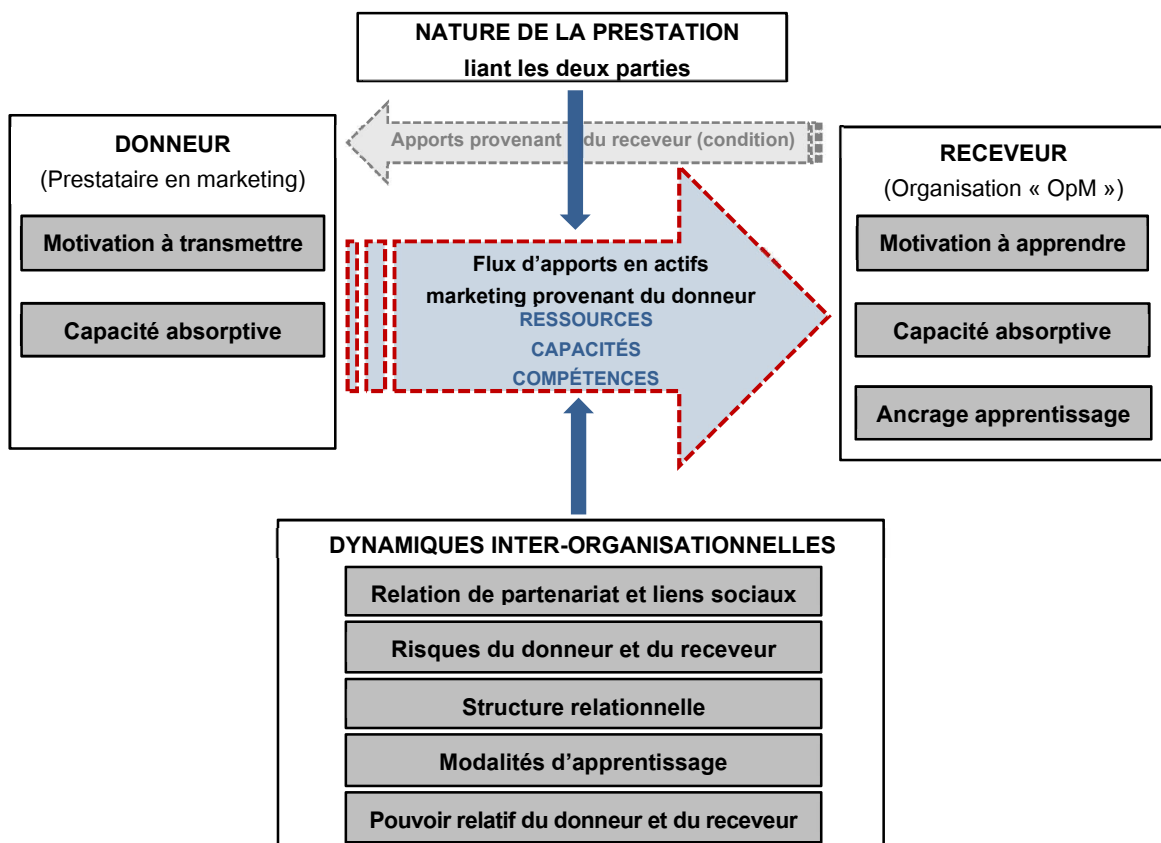 NATURE DE LA PRESTATION
liant les deux parties
Apports provenant du receveur (condition)
DONNEUR
(Prestataire en marketing)
Motivation à transmettre
Capacité absorptive
Flux d'apports en actifs
marketing provenant du donneur
RESSOURCES
CAPACITÉS
COMPÉTENCES
RECEVEUR
(Organisation « OpM »)
Motivation à apprendre
Capacité absorptive
Ancrage apprentissage
DYNAMIQUES INTER-ORGANISATIONNELLES
Relation de partenariat et liens sociaux
Risques du donneur et du receveur
Structure relationnelle
Modalités d'apprentissage
Pouvoir relatif du donneur et du receveur